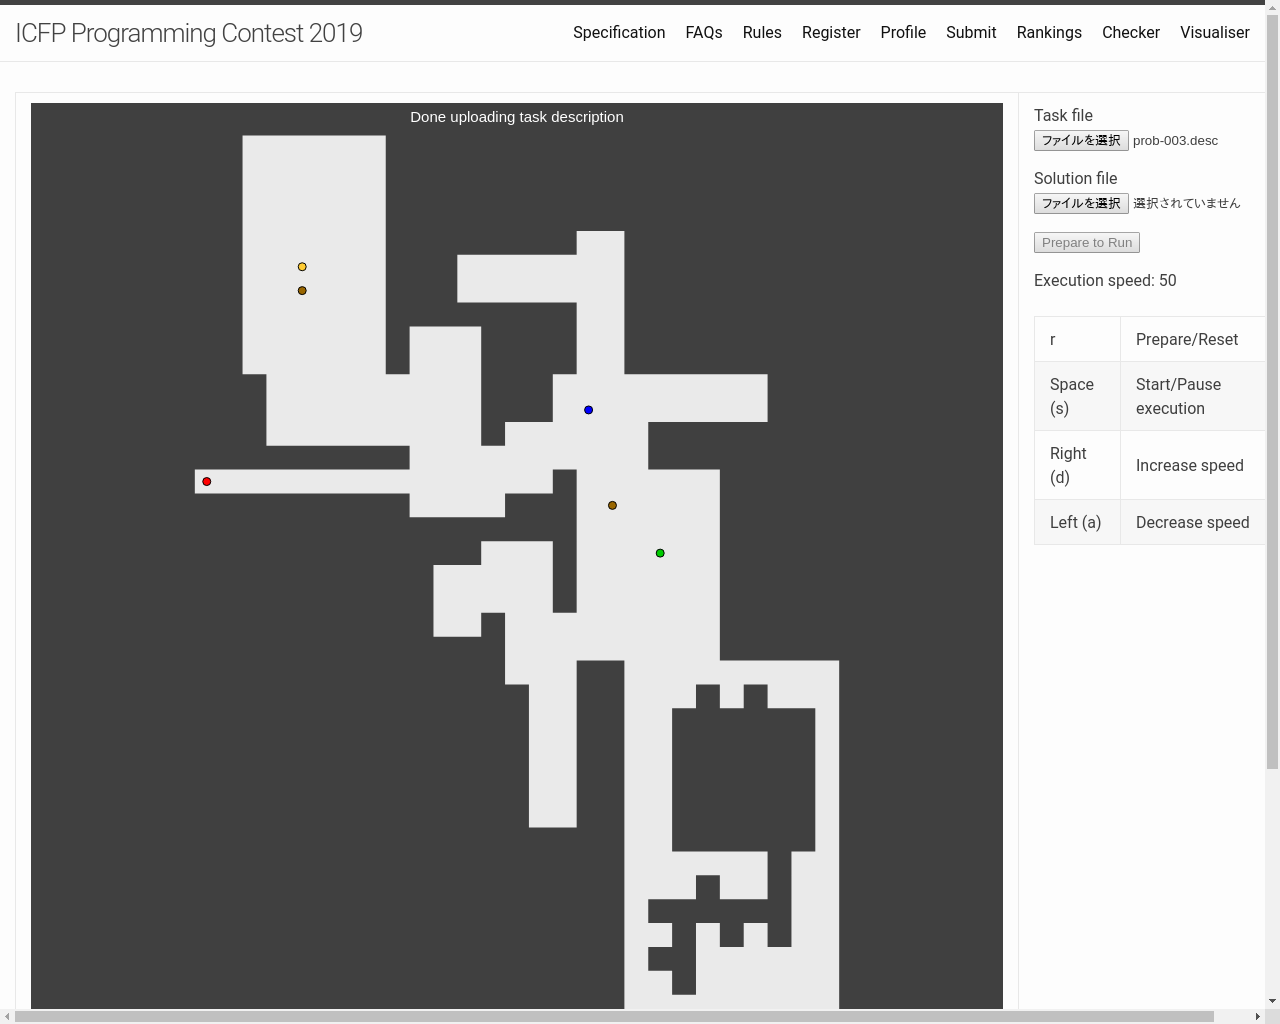 ICFP Programming Contest 2019
Specification FAQs Rules Register Profile Submit Rankings Checker Visualiser
Done uploading task description
Task file
ファイルを選択 prob-003.desc
Solution file
ファイルを選択 選択されていません
Prepare to Run
Execution speed: 50
r Prepare/Reset
Space (s) Start/Pause execution
Right (d) Increase speed
Left (a) Decrease speed